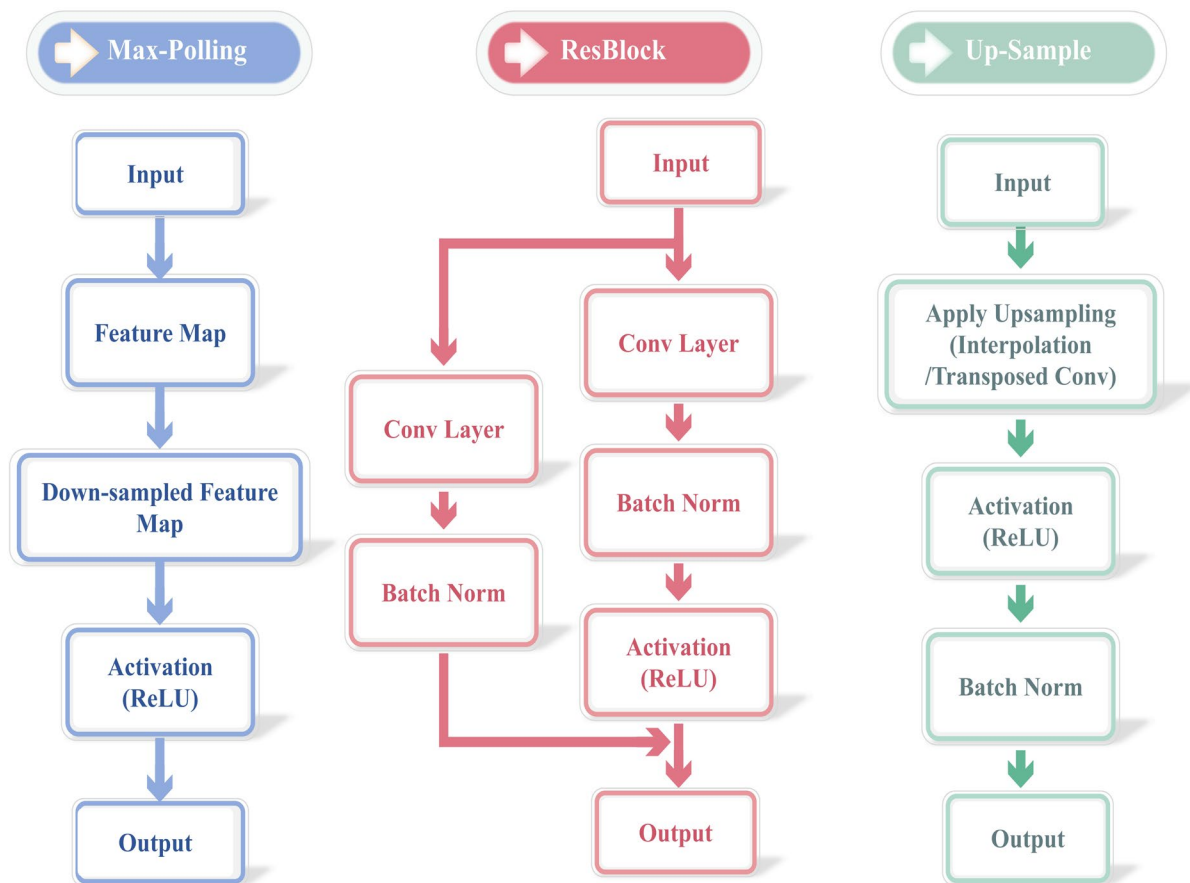 Max-Polling
Input
Feature Map
Down-sampled Feature
Map
Activation
(ReLU)
Output
ResBlock
Input
Conv Layer
Batch Norm
Conv Layer
Batch Norm
Activation
(ReLU)
Output
Up-Sample
Input
Apply Upsampling
(Interpolation
/Transposed Conv)
Activation
(ReLU)
Batch Norm
Output